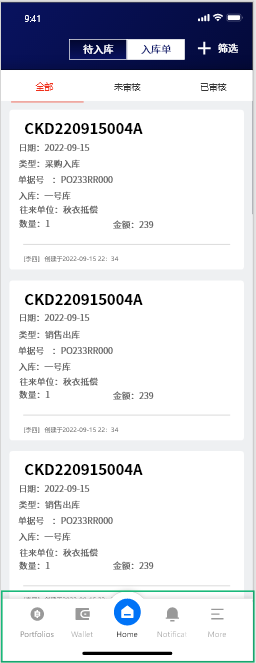 9:41
待入库 入库单 筛选
全部 未审核 已审核
CKD220915004A
日期：2022-09-15
类型：采购入库
单据号 ：PO233RR000
入库：一号库
往来单位：秋衣抵偿
数量：1 金额：239
[李四] 创建于2022-09-15 22：34
CKD220915004A
日期：2022-09-15
类型：销售出库
单据号 ：PO233RR000
入库：一号库
往来单位：秋衣抵偿
数量：1 金额：239
[李四] 创建于2022-09-15 22：34
CKD220915004A
日期：2022-09-15
类型：销售出库
单据号 ：PO233RR000
入库：一号库
往来单位：秋衣抵偿
数量：1 金额：239
Portfolios Wallet Home Notificat More